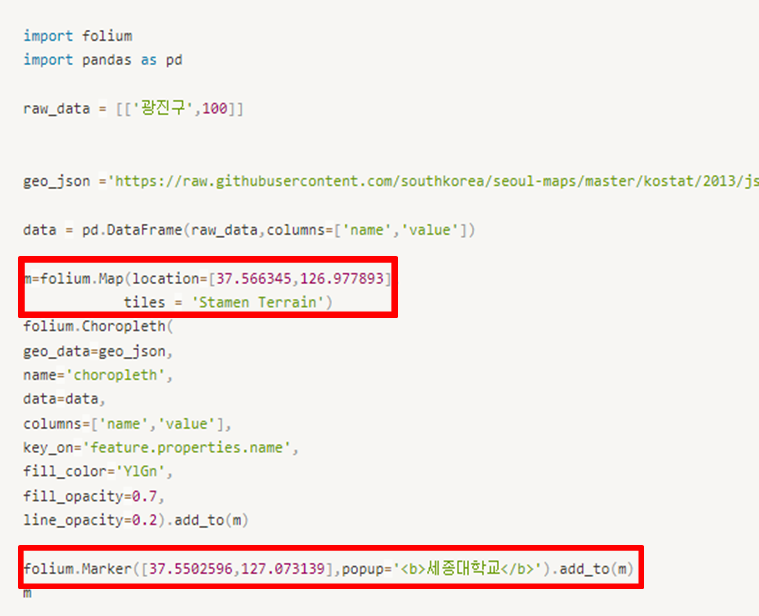 import folium
import pandas as pd
raw_data = [['광진구',100]]
geo_json ='https://raw.githubusercontent.com/southkorea/seoul-maps/master/kostat/2013/js
data = pd.DataFrame(raw_data,columns=['name','value'])
m=folium.Map(location=[37.566345,126.977893]
tiles = 'Stamen Terrain')
folium.Choropleth(
geo_data=geo_json,
name='choropleth',
data=data,
columns=['name','value'],
key_on='feature.properties.name',
fill_color='YlGn',
fill_opacity=0.7,
line_opacity=0.2).add_to(m)
folium.Marker([37.5502596,127.073139],popup='<b>세종대학교</b>').add_to(m)
m